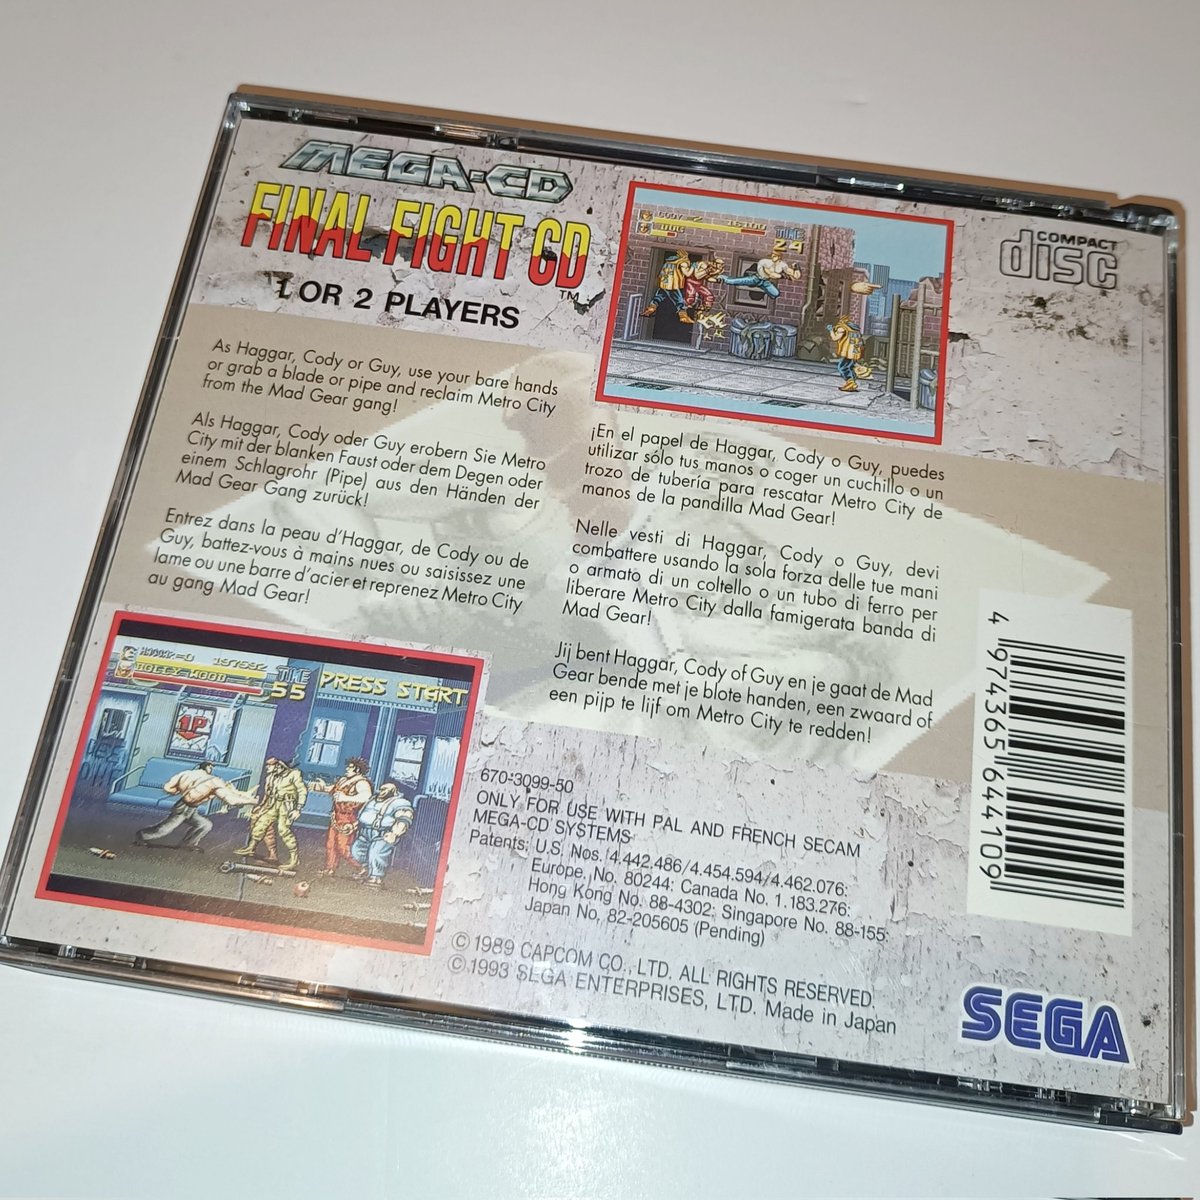 MEGA-CD
FINAL FIGHT CD
TM
1 OR 2 PLAYERS
COMPACT
disc
CODY
TIME
24
As Haggar, Cody or Guy, use your bare hands
or grab a blade or pipe and reclaim Metro City
from the Mad Gear gang!
Als Haggar, Cody oder Guy erobern Sie Metro
City mit der blanken Faust oder dem Degen oder
einem Schlagrohr (Pipe) aus den Händen der
Mad Gear Gang zurück!
Entrez dans la peau d'Haggar, de Cody ou de
Guy, battez-vous à mains nues ou saisissez une
lame ou une barre d'acier et reprenez Metro City
au gang Mad Gear!
¡En el papel de Haggar, Cody o Guy, puedes
utilizar sólo tus manos o coger un cuchillo o un
trozo de tubería para rescatar Metro City de
manos de la pandilla Mad Gear!
Nelle vesti di Haggar, Cody o Guy, devi
combattere usando la sola forza delle tue mani
o armato di un coltello o un tubo di ferro per
liberare Metro City dalla famigerata banda di
Mad Gear!
Jij bent Haggar, Cody of Guy en je gaat de Mad
Gear bende met je blote handen, een zwaard of
een pijp te lijf om Metro City te redden!
197592
TIME
HOLLY WOOD
55
PRESS START
1P
670-3099-50
ONLY FOR USE WITH PAL AND FRENCH SECAM
MEGA-CD SYSTEMS
Patents: U.S. Nos. 4.442.486/4.454.594/4.462.076:
Europe, No. 80244: Canada No. 1.183.276:
Hong Kong No. 88-4302: Singapore No. 88-155:
Japan No, 82-205605 (Pending)
© 1989 CAPCOM CO., LTD. ALL RIGHTS RESERVED.
©.1993 SEGA ENTERPRISES, LTD. Made in Japan
4 974365 644109
SEGA